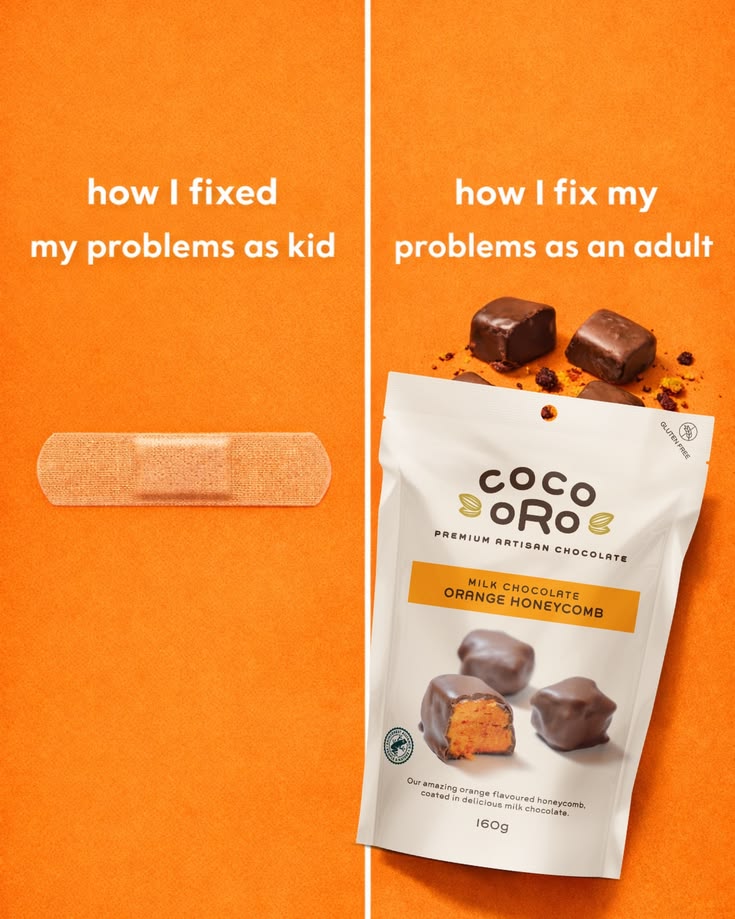 how I fixed
my problems as kid
how I fix my
problems as an adult
GLUTEN FREE
COCO
ORO
PREMIUM ARTISAN CHOCOLATE
MILK CHOCOLATE
ORANGE HONEYCOMB
Our amazing orange flavoured honeycomb,
coated in delicious milk chocolate.
160g